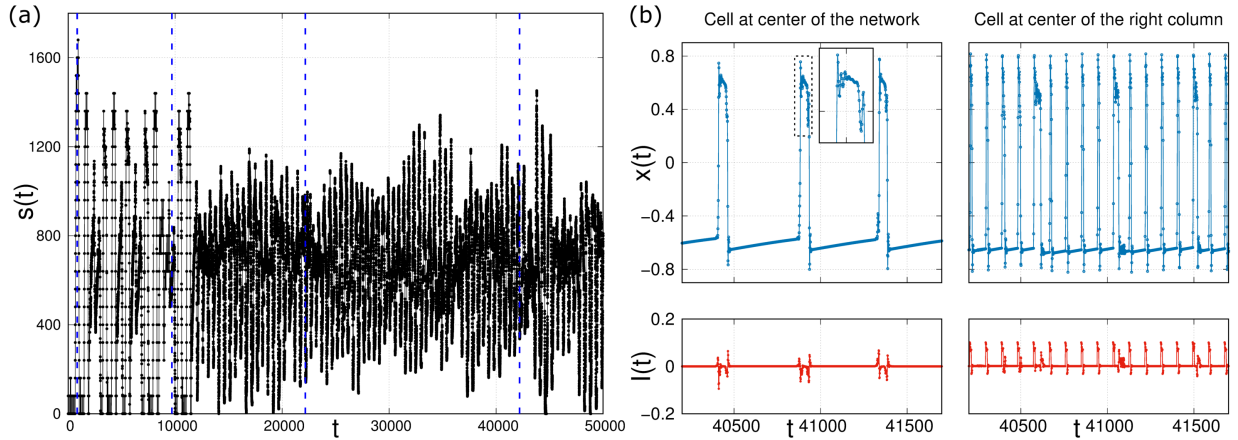 (a)
s(t)
1600
1200
800
400
0
0
10000
20000
30000
40000
50000
t
(b)
Cell at center of the network
Cell at center of the right column
x(t)
0.8
0.4
0
−0.4
−0.8
I(t)
0.2
0
−0.2
40500
41000
41500
t
40500
41000
41500
t